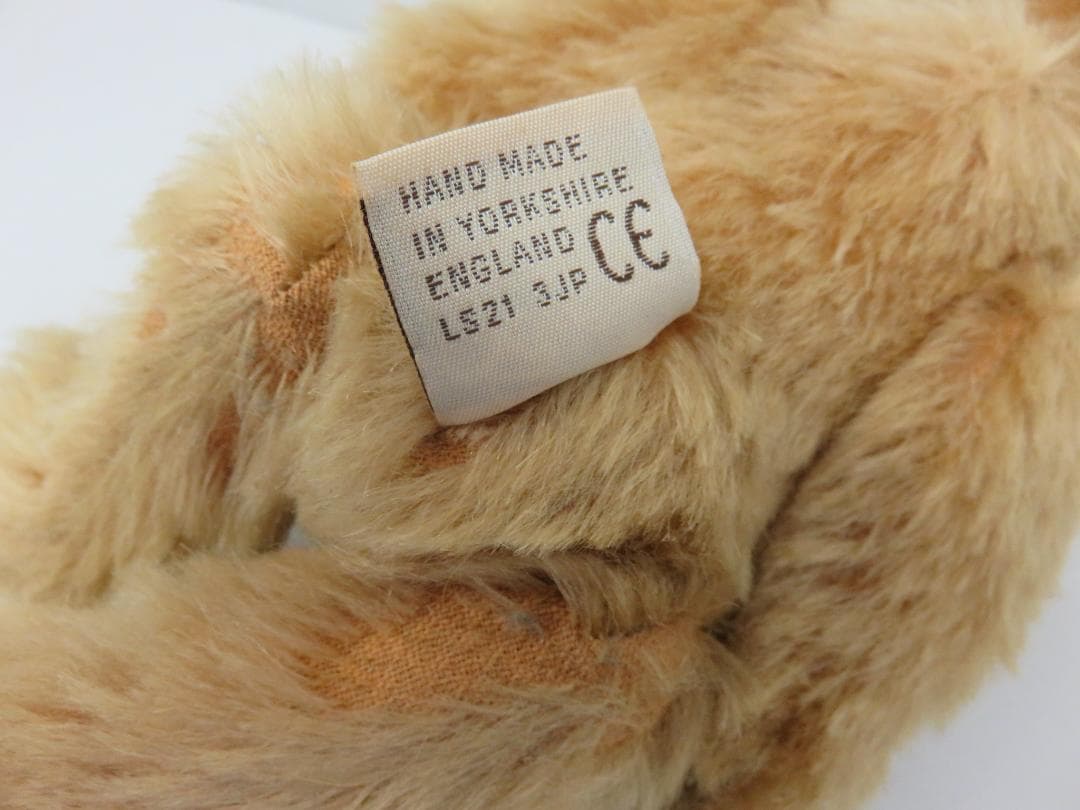 HAND MADE
IN YORKSHIRE
ENGLAND CE
LS21 3JP